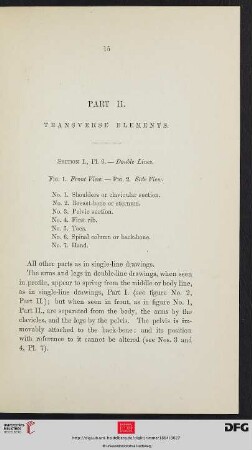 15
PART II.
TRANSVERSE ELEMENTS.
SECTION I., PL. 6.—Double Lines.
FIG. 1. Front View.—FIG. 2. Side View.
No. 1. Shoulders or clavicular section.
No. 2. Breast-bone or sternum.
No. 3. Pelvic section.
No. 4. First rib.
No. 5. Toes.
No. 6. Spinal column or backbone.
No. 7. Hand.
All other parts as in single-line drawings.
The arms and legs in double-line drawings, when seen
in profile, appear to spring from the middle or body line,
as in single-line drawings, Part I. (see figure No. 2,
Part II.); but when seen in front, as in figure No. 1,
Part II., are separated from the body, the arms by the
clavicles, and the legs by the pelvis. The pelvis is im-
movably attached to the back-bone: and its position
with reference to it cannot be altered (see Nos. 3 and
4, Pl. 7).
UNIVERSITÄTS-
BIBLIOTHEK
HEIDELBERG